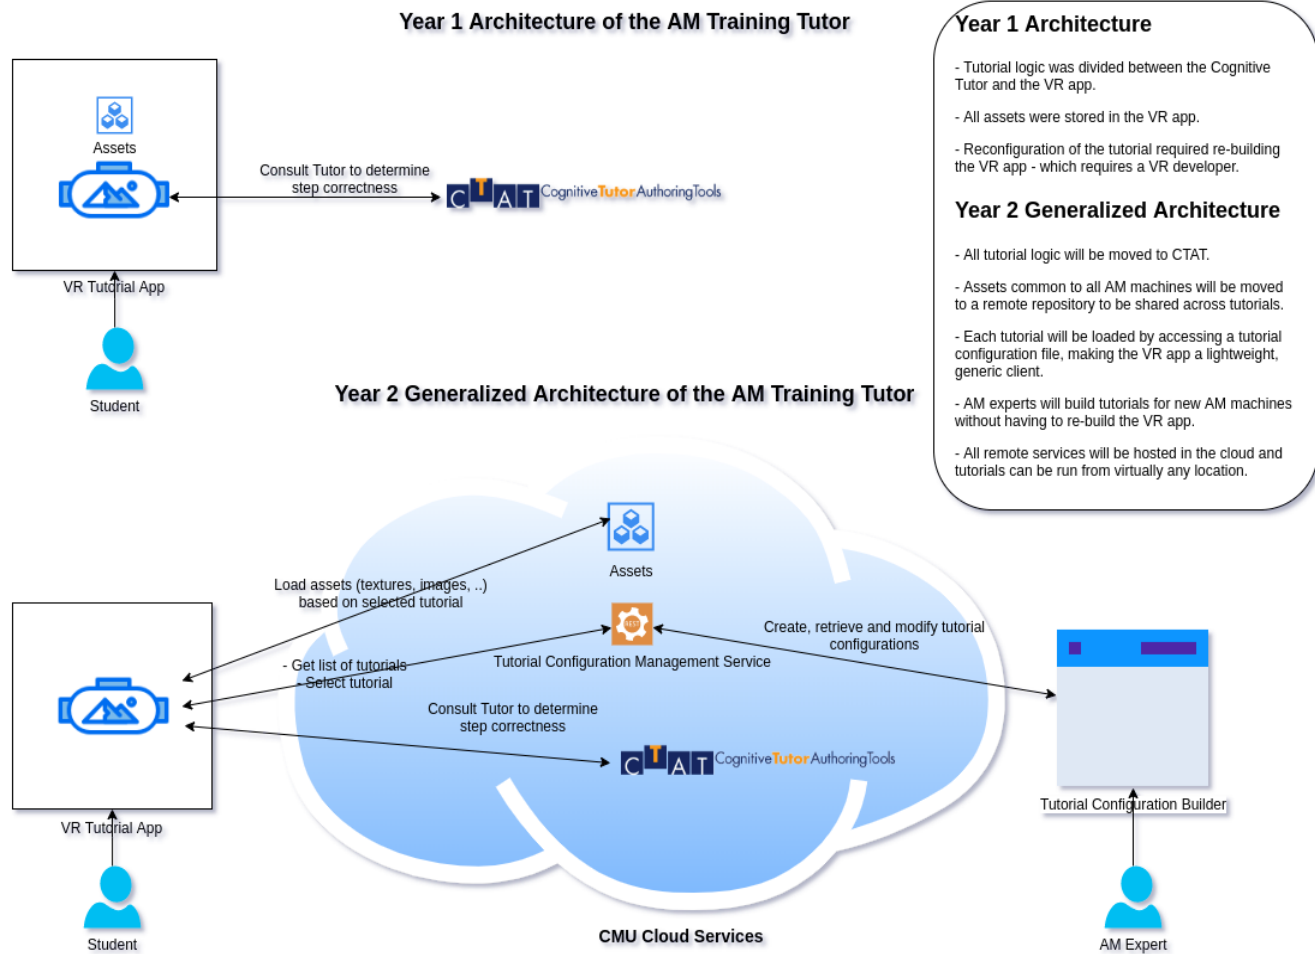 Year 1 Architecture of the AM Training Tutor
Assets
Consult Tutor to determine
step correctness
CTAT CognitiveTutorAuthoringTools
VR Tutorial App
Student
Year 1 Architecture
- Tutorial logic was divided between the Cognitive
Tutor and the VR app.
- All assets were stored in the VR app.
- Reconfiguration of the tutorial required re-building
the VR app - which requires a VR developer.
Year 2 Generalized Architecture
- All tutorial logic will be moved to CTAT.
- Assets common to all AM machines will be moved
to a remote repository to be shared across tutorials.
- Each tutorial will be loaded by accessing a tutorial
configuration file, making the VR app a lightweight,
generic client.
- AM experts will build tutorials for new AM machines
without having to re-build the VR app.
- All remote services will be hosted in the cloud and
tutorials can be run from virtually any location.
Year 2 Generalized Architecture of the AM Training Tutor
Assets
Load assets (textures, images, ..)
based on selected tutorial
REST
Tutorial Configuration Management Service
- Get list of tutorials
- Select tutorial
Create, retrieve and modify tutorial
configurations
Consult Tutor to determine
step correctness
CTAT CognitiveTutorAuthoringTools
VR Tutorial App
Student
Tutorial Configuration Builder
AM Expert
CMU Cloud Services